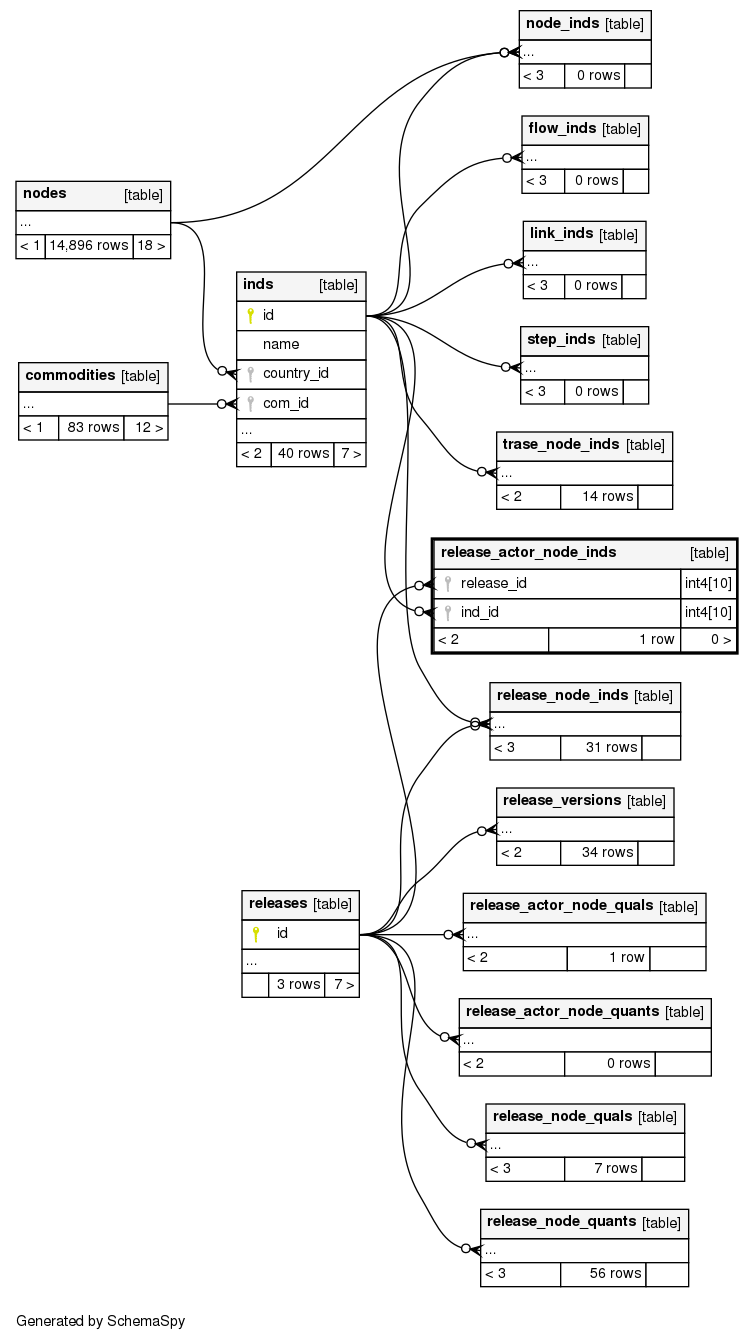 node_inds [table]
...
< 3 0 rows
flow_inds [table]
...
< 3 0 rows
nodes [table]
...
< 1 14,896 rows 18 >
link_inds [table]
...
< 3 0 rows
inds [table]
id
name
country_id
com_id
...
< 2 40 rows 7 >
step_inds [table]
...
< 3 0 rows
commodities [table]
...
< 1 83 rows 12 >
trase_node_inds [table]
...
< 2 14 rows
release_actor_node_inds [table]
release_id int4[10]
ind_id int4[10]
< 2 1 row 0 >
release_node_inds [table]
...
< 3 31 rows
release_versions [table]
...
< 2 34 rows
releases [table]
id
...
3 rows 7 >
release_actor_node_quals [table]
...
< 2 1 row
release_actor_node_quants [table]
...
< 2 0 rows
release_node_quals [table]
...
< 3 7 rows
release_node_quants [table]
...
< 3 56 rows
Generated by SchemaSpy